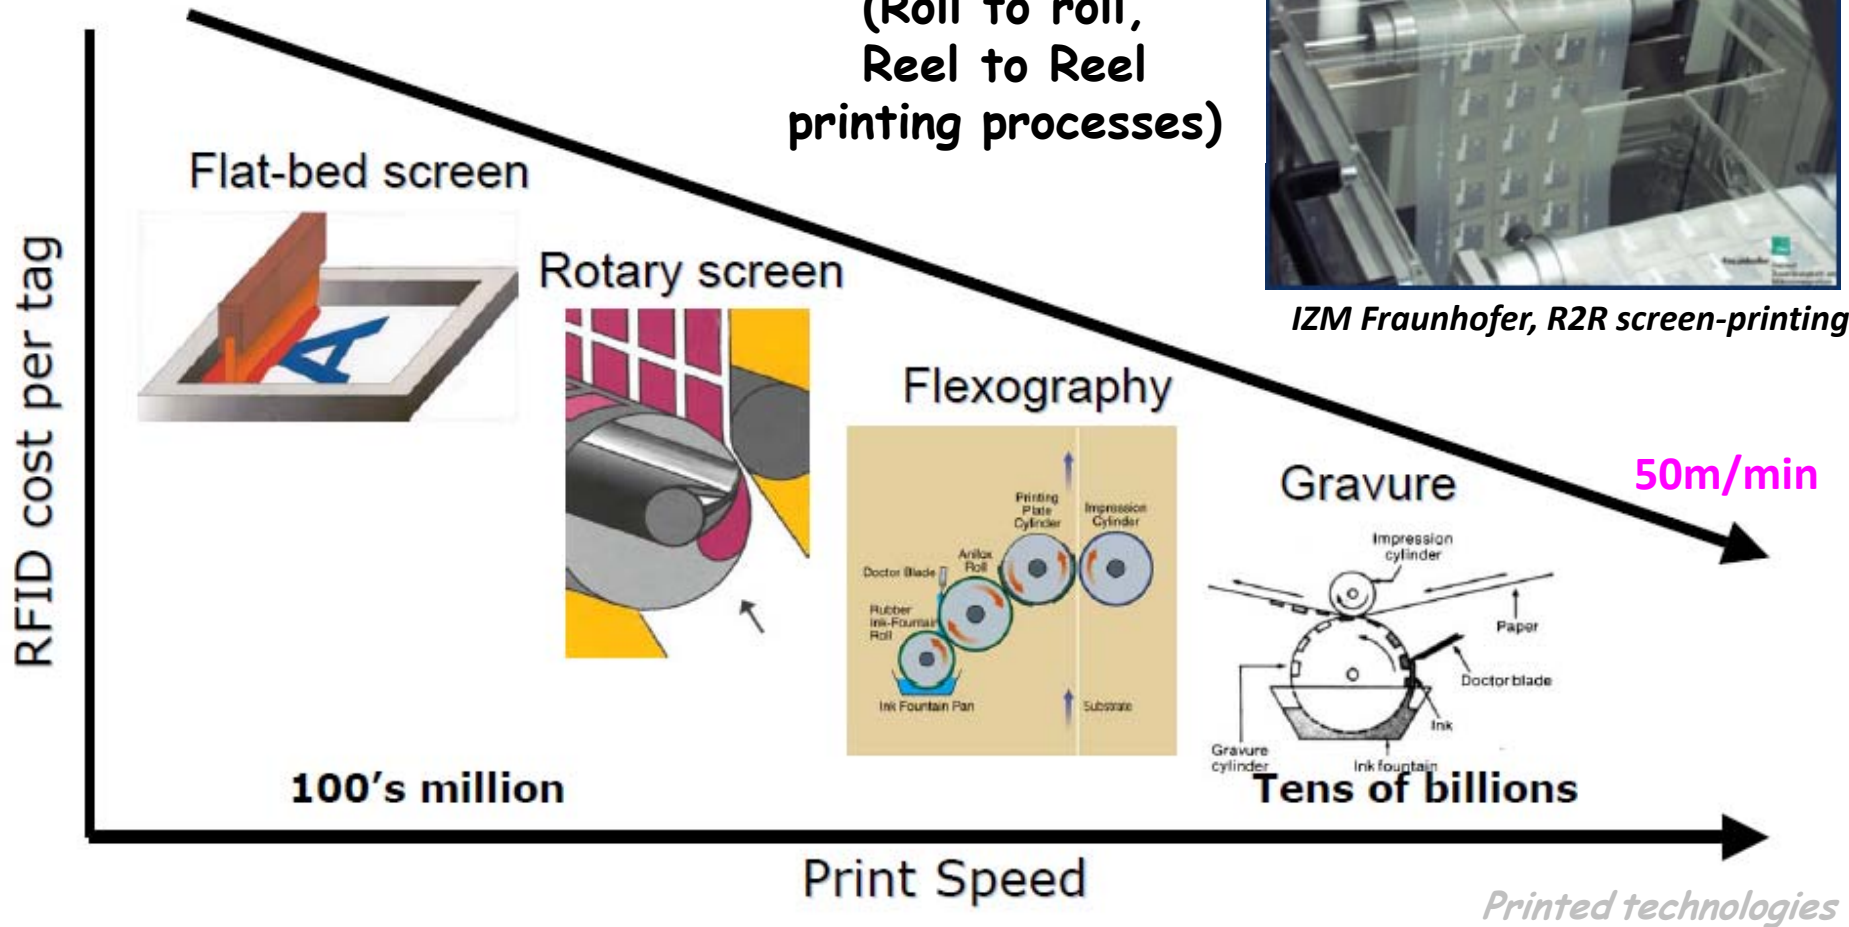 (Roll to roll,
Reel to Reel
printing processes)
Flat-bed screen
Rotary screen
IZM Fraunhofer, R2R screen-printing
Flexography
50m/min
Gravure
RFID cost per tag
Printing
Plate
Cylinder
Impression
Cylinder
Anilox
Roll
Doctor Blade
Rubber
Ink-Fountain
Roll
Ink Fountain Pan
Substrate
Impression
cylinder
Paper
Doctor blade
Ink
Gravure
cylinder
Ink fountain
100's million
Tens of billions
Print Speed
Printed technologies